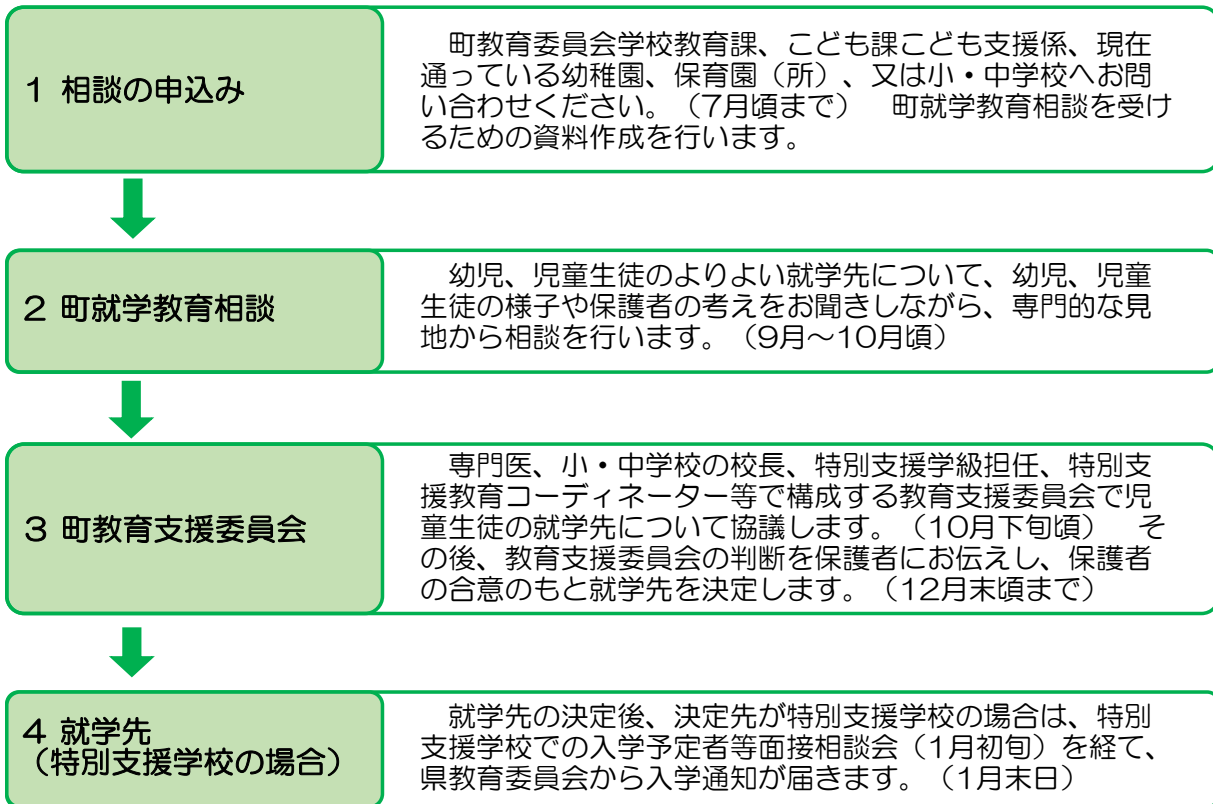 1 相談の申込み
町教育委員会学校教育課、こども課こども支援係、現在
通っている幼稚園、保育園（所）、又は小・中学校へお問
い合わせください。（7月頃まで）　町就学教育相談を受け
るための資料作成を行います。
2 町就学教育相談
幼児、児童生徒のよりよい就学先について、幼児、児童
生徒の様子や保護者の考えをお聞きしながら、専門的な見
地から相談を行います。（9月～10月頃）
3 町教育支援委員会
専門医、小・中学校の校長、特別支援学級担任、特別支
援教育コーディネーター等で構成する教育支援委員会で児
童生徒の就学先について協議します。（10月下旬頃）　そ
の後、教育支援委員会の判断を保護者にお伝えし、保護者
の合意のもと就学先を決定します。（12月末頃まで）
4 就学先
（特別支援学校の場合）
就学先の決定後、決定先が特別支援学校の場合は、特別
支援学校での入学予定者等面接相談会（1月初旬）を経て、
県教育委員会から入学通知が届きます。（1月末日）